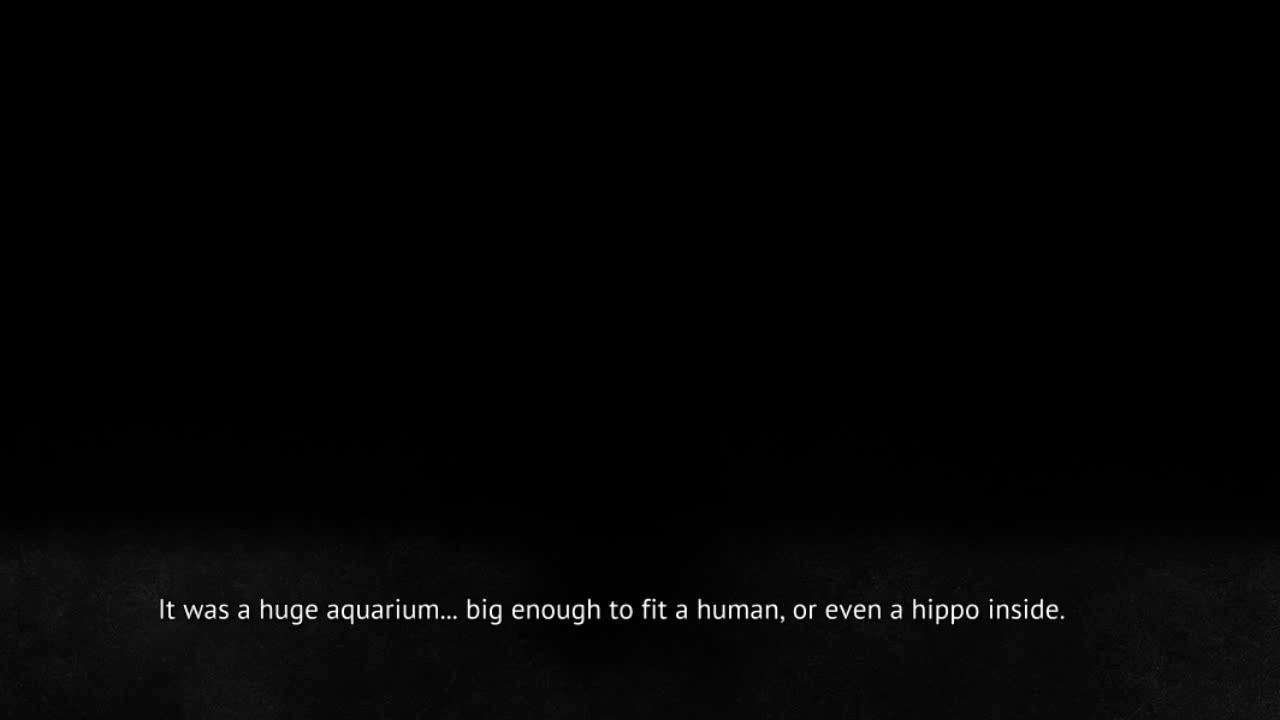 It was a huge aquarium... big enough to fit a human, or even a hippo inside.